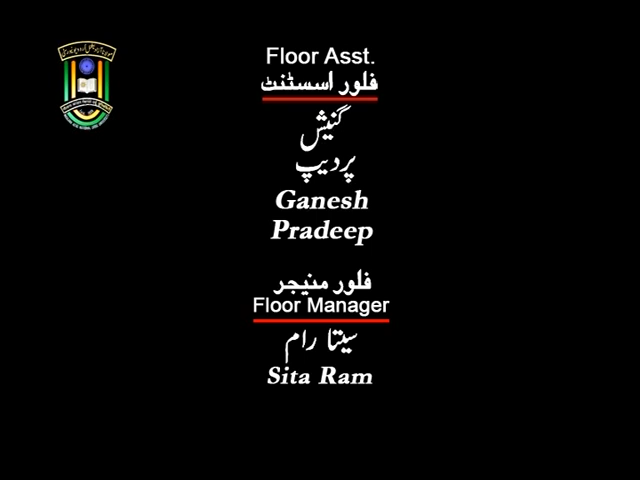 Floor Asst.
فلور اسسٹنٹ
گنیش
پردیپ
Ganesh
Pradeep
فلور منیجر
Floor Manager
سیتا رام
Sita Ram